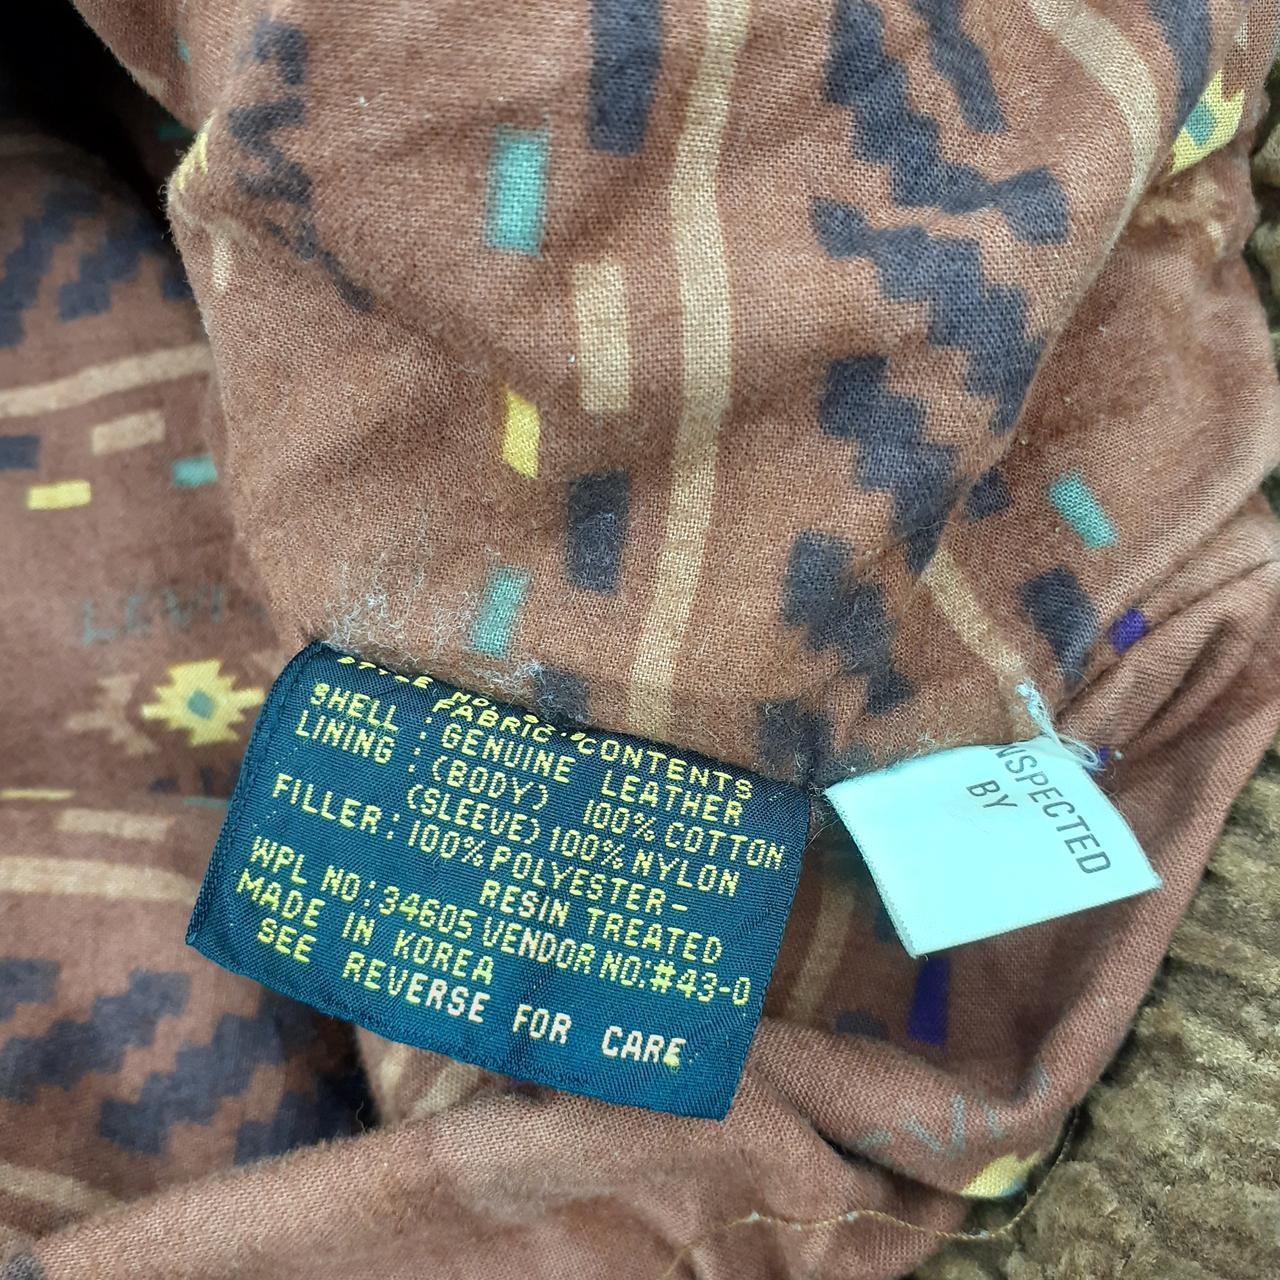 STYLE NO.
FABRIC CONTENTS
SHELL : GENUINE LEATHER
LINING : (BODY) 100% COTTON
(SLEEVE) 100% NYLON
FILLER : 100% POLYESTER-
RESIN TREATED
WPL NO:34605 VENDOR NO:#43-0
MADE IN KOREA
SEE REVERSE FOR CARE
NSPECTED
BY